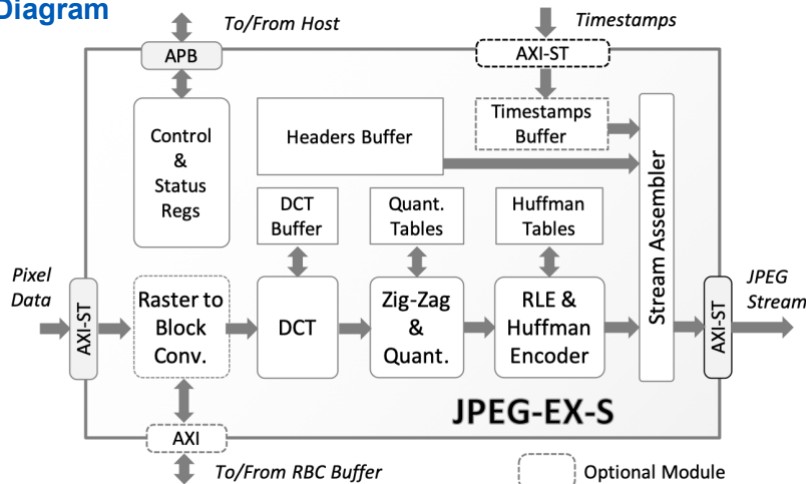 Diagram
To/From Host
Timestamps
APB
AXI-ST
Control
&
Status
Regs
Headers Buffer
Timestamps
Buffer
DCT
Buffer
Quant.
Tables
Huffman
Tables
Stream Assembler
Pixel
Data
AXI-ST
Raster to
Block
Conv.
DCT
Zig-Zag
&
Quant.
RLE &
Huffman
Encoder
AXI-ST
JPEG
Stream
JPEG-EX-S
AXI
To/From RBC Buffer
Optional Module